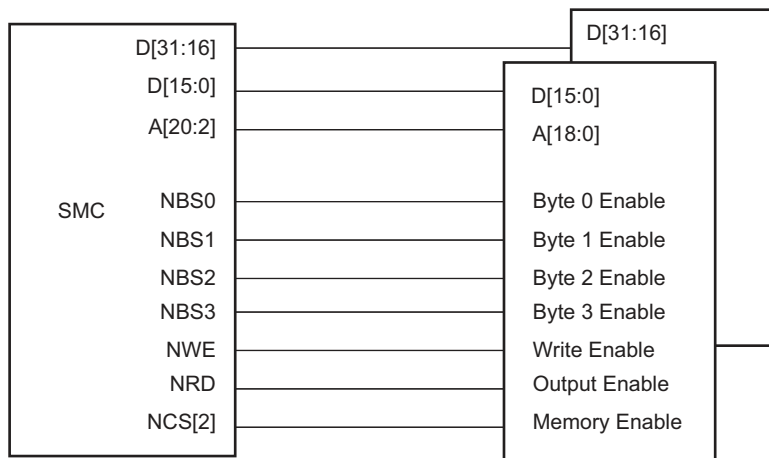 D[31:16]
D[31:16]
D[15:0]
D[15:0]
A[20:2]
A[18:0]
SMC
NBS0
Byte 0 Enable
NBS1
Byte 1 Enable
NBS2
Byte 2 Enable
NBS3
Byte 3 Enable
NWE
Write Enable
NRD
Output Enable
NCS[2]
Memory Enable